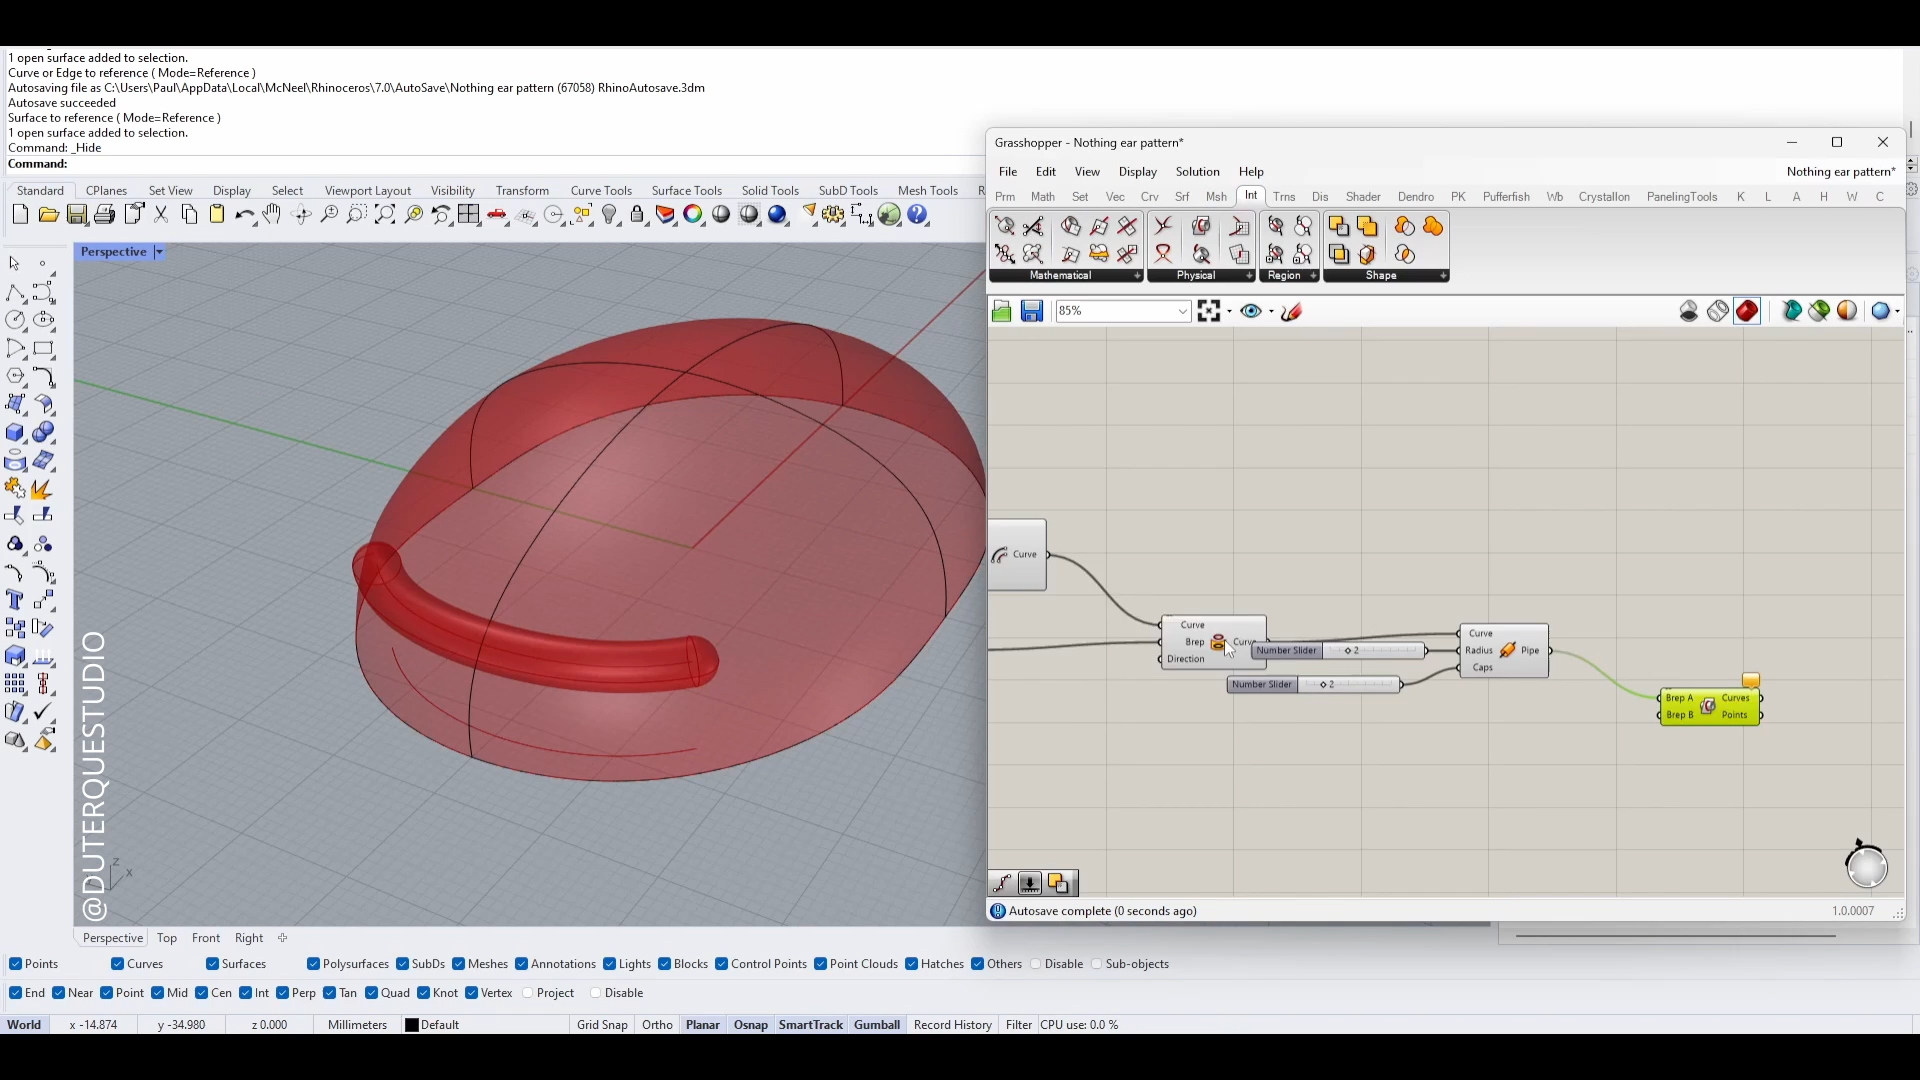 1 open surface added to selection.
Curve or Edge to reference ( Mode=Reference )
Autosaving file as C:\Users\Paul\AppData\Local\McNeel\Rhinoceros\7.0\AutoSave\Nothing ear pattern (67058) RhinoAutosave.3dm
Autosave succeeded
Surface to reference ( Mode=Reference )
1 open surface added to selection.
Command: _Hide
Command:
Standard CPlanes Set View Display Select Viewport Layout Visibility Transform Curve Tools Surface Tools Solid Tools SubD Tools Mesh Tools R
Perspective
Grasshopper - Nothing ear pattern*
File Edit View Display Solution Help Nothing ear pattern*
Prm Math Set Vec Crv Srf Msh Int Trns Dis Shader Dendro PK Pufferfish Wb Crystallon PanelingTools K L A H W C
Mathematical Physical Region Shape
85%
Curve
Curve
Brep Curve
Direction
Number Slider 2
Number Slider 2
Curve
Radius Pipe
Caps
Brep A Curves
Brep B Points
Autosave complete (0 seconds ago) 1.0.0007
@DUTERQUESTUDIO
z
x
Perspective Top Front Right
Points Curves Surfaces Polysurfaces SubDs Meshes Annotations Lights Blocks Control Points Point Clouds Hatches Others Disable Sub-objects
End Near Point Mid Cen Int Perp Tan Quad Knot Vertex Project Disable
World x -14.874 y -34.980 z 0.000 Millimeters Default Grid Snap Ortho Planar Osnap SmartTrack Gumball Record History Filter CPU use: 0.0 %